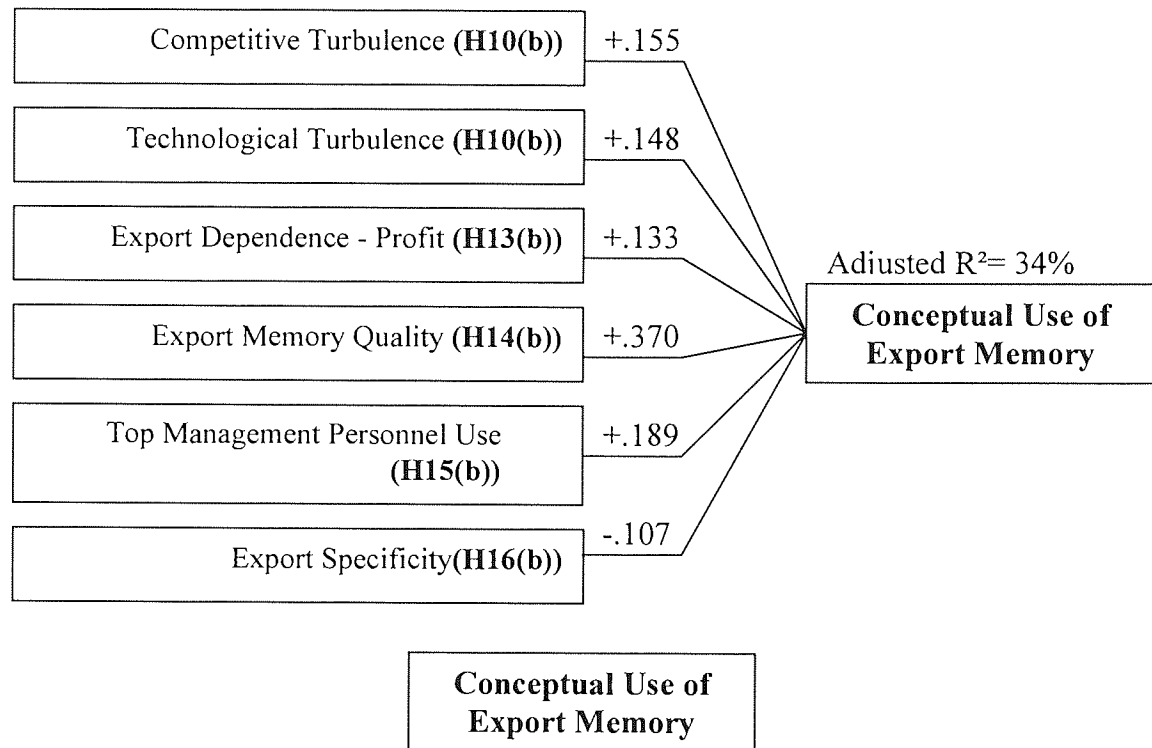 Competitive Turbulence (H10(b))
+.155
Technological Turbulence (H10(b))
+.148
Export Dependence - Profit (H13(b))
+.133
Export Memory Quality (H14(b))
+.370
Top Management Personnel Use
(H15(b))
+.189
Export Specificity(H16(b))
-.107
Adiusted R²= 34%
Conceptual Use of
Export Memory
Conceptual Use of
Export Memory